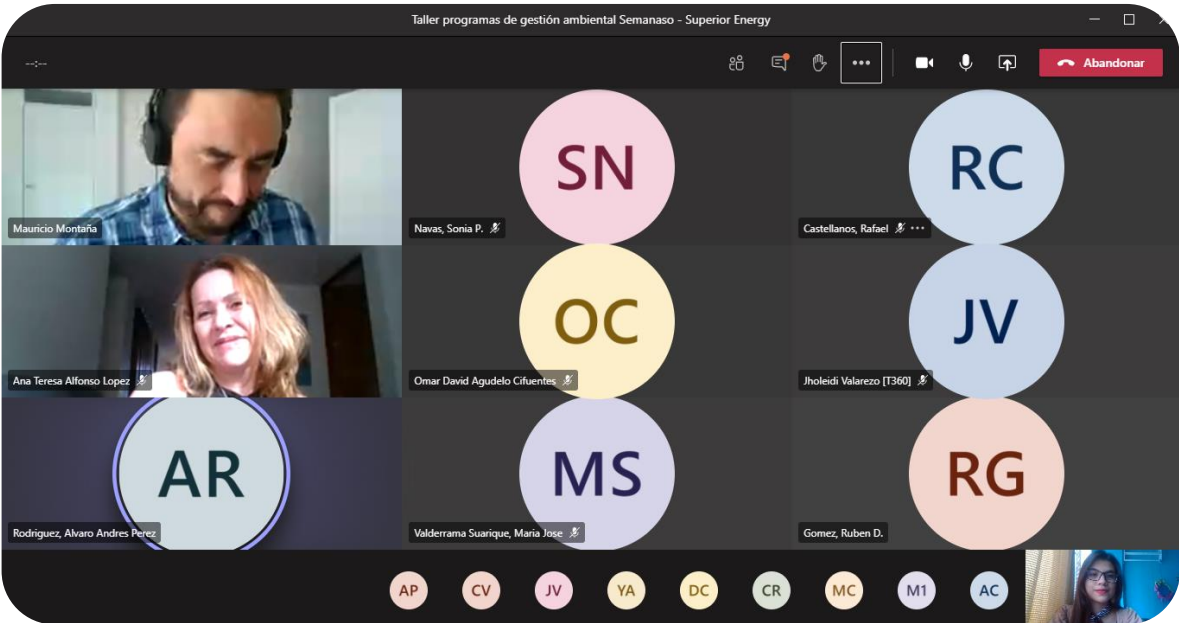 Taller programas de gestión ambiental Semanaso - Superior Energy
--:--
Abandonar
Mauricio Montaña
SN
Navas, Sonia P.
RC
Castellanos, Rafael
Ana Teresa Alfonso Lopez
OC
Omar David Agudelo Cifuentes
JV
Jholeidi Valarezo [T360]
AR
Rodriguez, Alvaro Andres Perez
MS
Valderrama Suarique, Maria Jose
RG
Gomez, Ruben D.
AP CV JV YA DC CR MC M1 AC